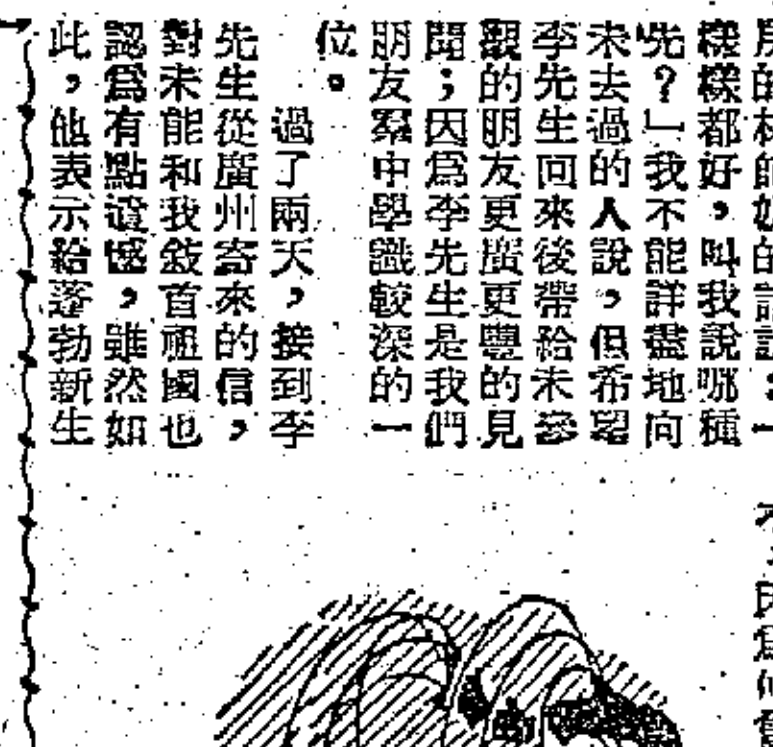 樣樣都好，叫我說哪種
先？」我不能詳盡地向
未去過的人說，但希望
李先生回來後帶給未參
觀的朋友更廣更豐的見
聞；因爲李先生是我們
朋友羣中學識較深的一
位。
過了兩天，接到李
先生從廣州寄來的信，
對未能和我敍首祖國也
認爲有點遺憾，雖然如
此，他表示給蓬勃新生